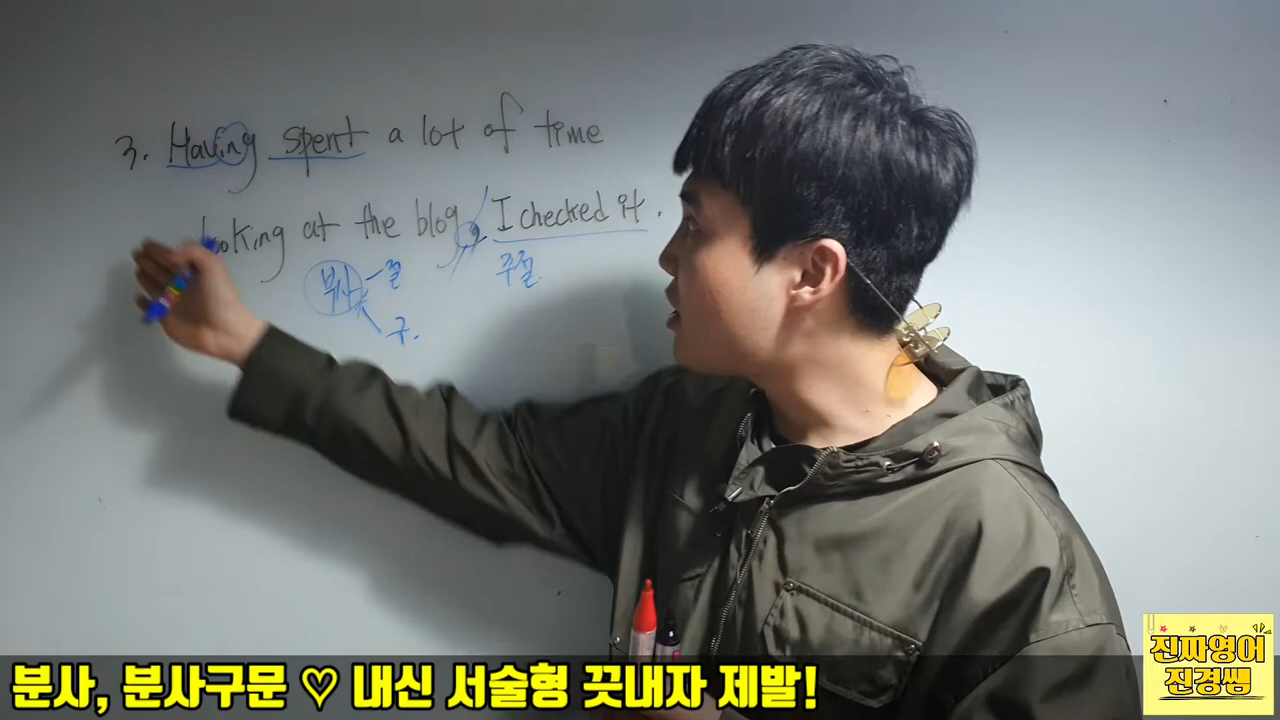 3. Having spent a lot of time
looking at the blog, I checked it.
부사 절 주절
구.
분사, 분사구문 ♡ 내신 서술형 끗내자 제발!
진짜영어
진경쌤